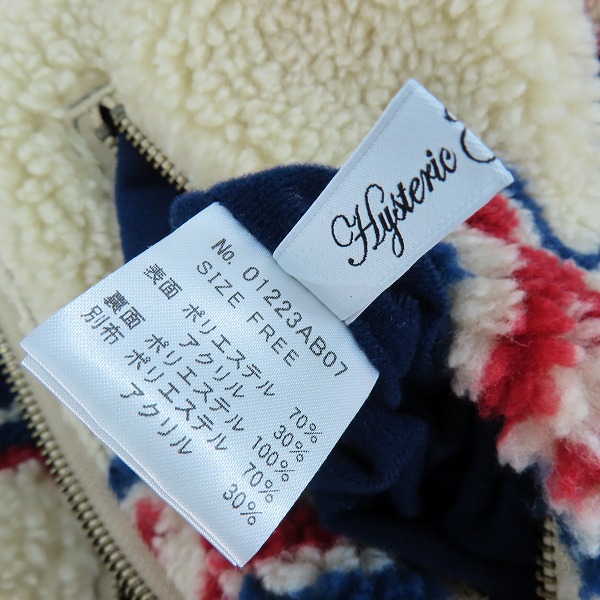 Hysteric
No. 01223AB07
SIZE FREE
表面 ポリエステル 70%
アクリル 30%
裏面 ポリエステル 100%
別布 ポリエステル 70%
アクリル 30%